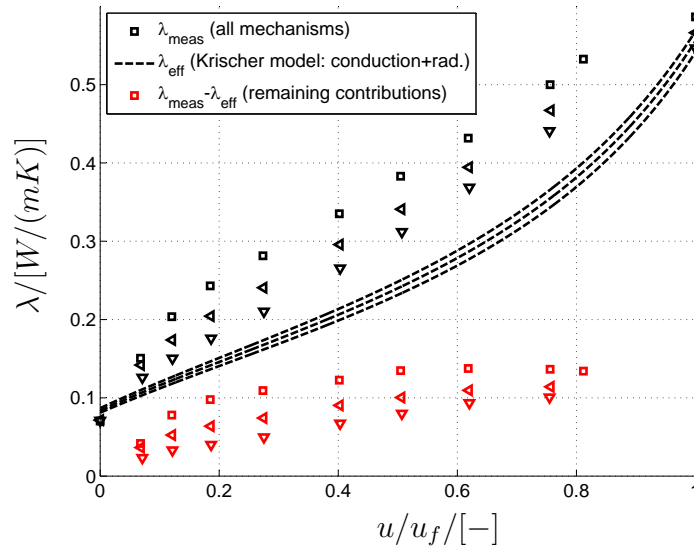 λmeas (all mechanisms)
λeff (Krischer model: conduction+rad.)
λmeas-λeff (remaining contributions)
0.5
0.4
0.3
0.2
0.1
0
λ/[W/(mK)]
0 0.2 0.4 0.6 0.8 1
u/uf/[−]